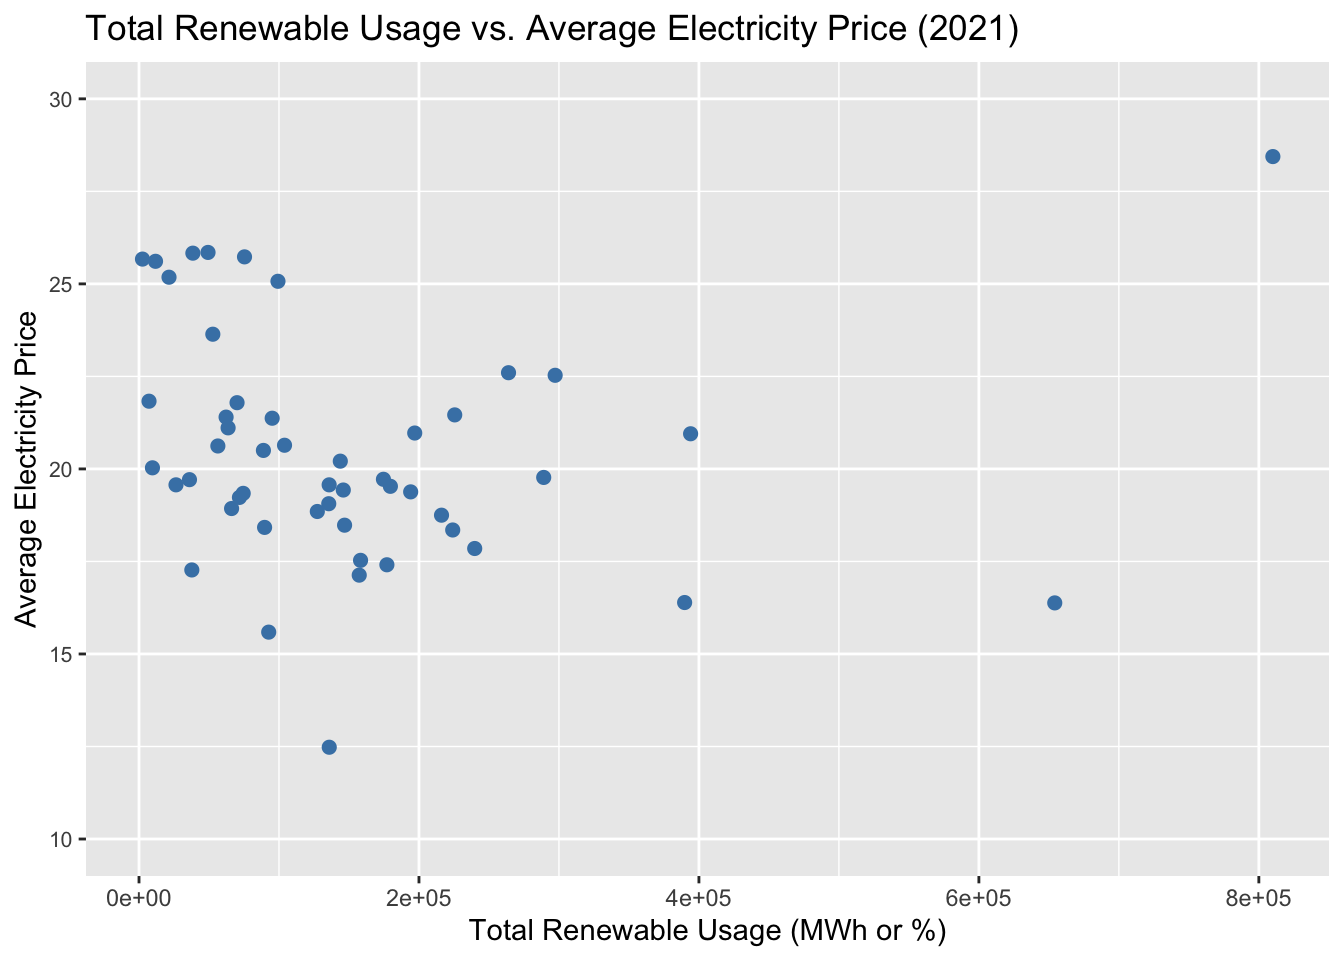 Total Renewable Usage vs. Average Electricity Price (2021)
30
25
20
15
10
Average Electricity Price
0e+00 2e+05 4e+05 6e+05 8e+05
Total Renewable Usage (MWh or %)